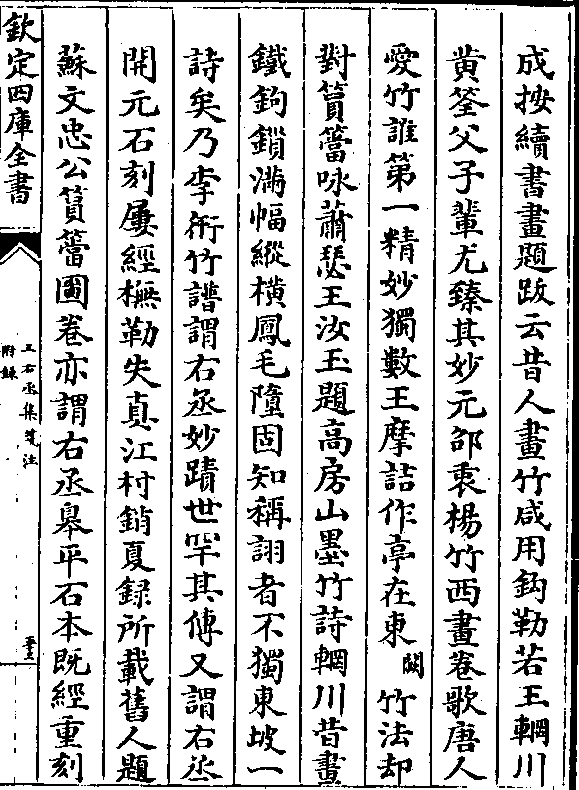 成按續書畫題跋云昔人畫竹咸用鈎勒若王輞川
黄筌父子輩尤臻其妙元邵衷楊竹西畫卷歌唐人
愛竹誰第一精妙獨數王摩詰作亭在東闕竹法却
對篔簹咏蕭瑟王汝玉題高房山墨竹詩輞川昔畫
鐵鉤鎖滿幅縱橫鳳毛墮固知稱詡者不獨東坡一
詩矣乃李衎竹譜謂右丞妙蹟世罕其傳又謂右丞
開元石刻屢經橅勒失真江村銷夏録所載舊人題
蘇文忠公篔簹圖卷亦謂右丞皋平石本既經重刻
欽定四庫全書
王右丞集箋注
附錄